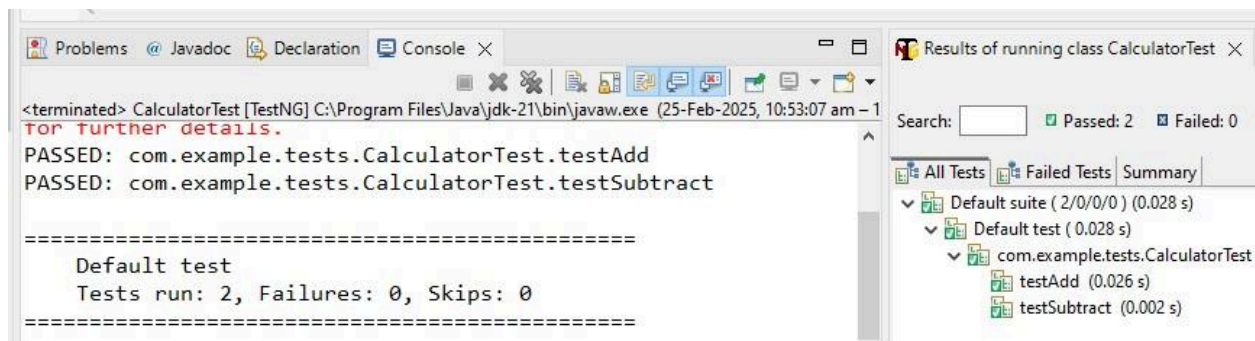 Problems @ Javadoc Declaration Console
<terminated> CalculatorTest [TestNG] C:\Program Files\Java\jdk-21\bin\javaw.exe (25-Feb-2025, 10:53:07 am – 1
for further details.
PASSED: com.example.tests.CalculatorTest.testAdd
PASSED: com.example.tests.CalculatorTest.testSubtract
===============================================
Default test
Tests run: 2, Failures: 0, Skips: 0
===============================================
Results of running class CalculatorTest
Search: Passed: 2 Failed: 0
All Tests Failed Tests Summary
Default suite ( 2/0/0/0 ) (0.028 s)
Default test ( 0.028 s)
com.example.tests.CalculatorTest
testAdd (0.026 s)
testSubtract (0.002 s)